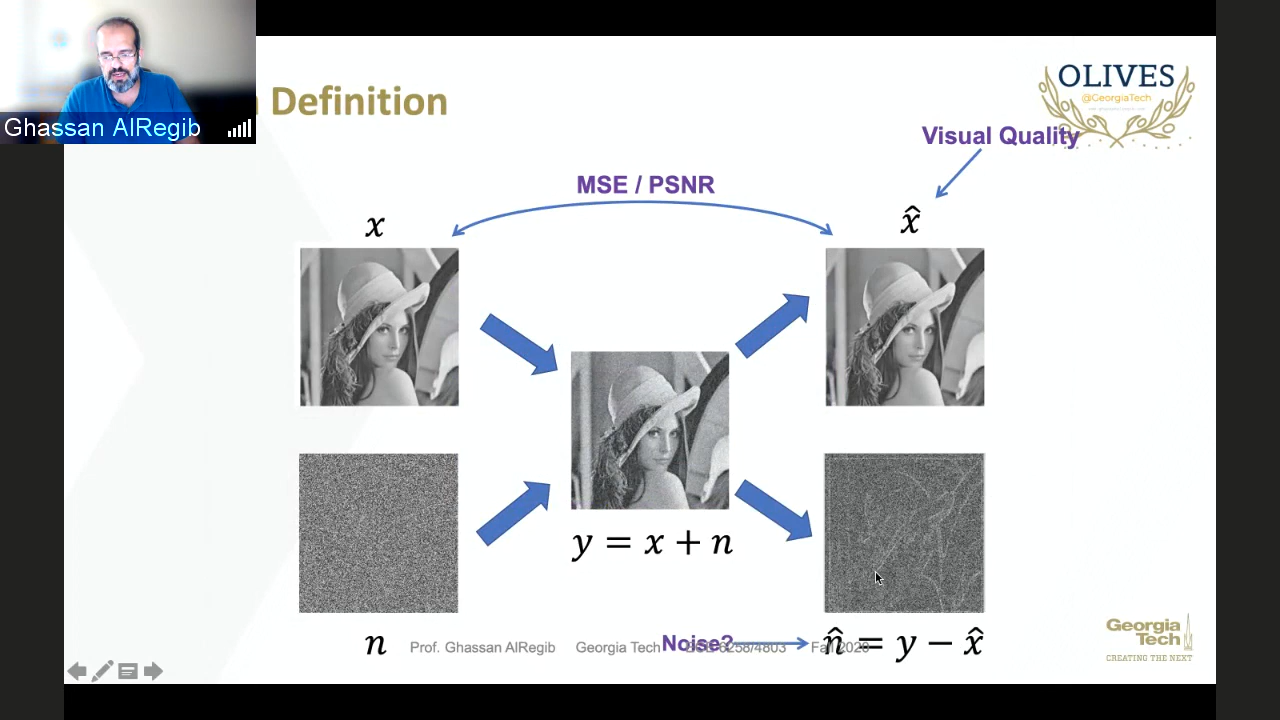 Ghassan AlRegib
Definition
OLIVES
@GeorgiaTech
Visual Quality
MSE / PSNR
x
x̂
y = x + n
n
Prof. Ghassan AlRegib Georgia Tech 6258/4803 Fall 2020
Noise?
n̂ = y − x̂
Georgia
Tech
CREATING THE NEXT